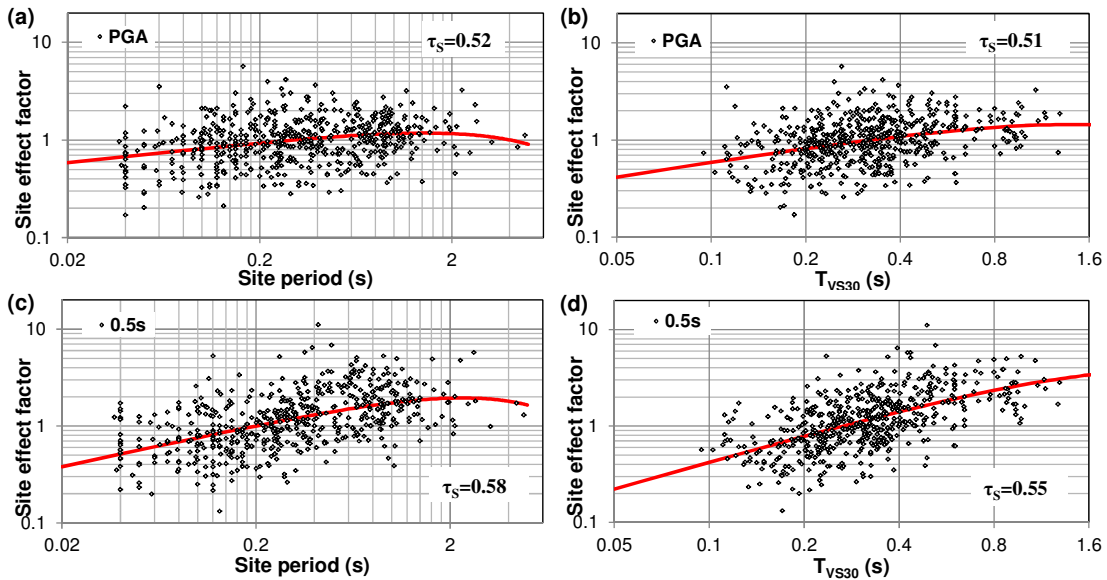 (a)
PGA
τS=0.52
10
1
0.1
Site effect factor
0.02
0.2
2
Site period (s)
(b)
PGA
τS=0.51
10
1
0.1
Site effect factor
0.05
0.1
0.2
0.4
0.8
1.6
TVS30 (s)
(c)
0.5s
τS=0.58
10
1
0.1
Site effect factor
0.02
0.2
2
Site period (s)
(d)
0.5s
τS=0.55
10
1
0.1
Site effect factor
0.05
0.1
0.2
0.4
0.8
1.6
TVS30 (s)